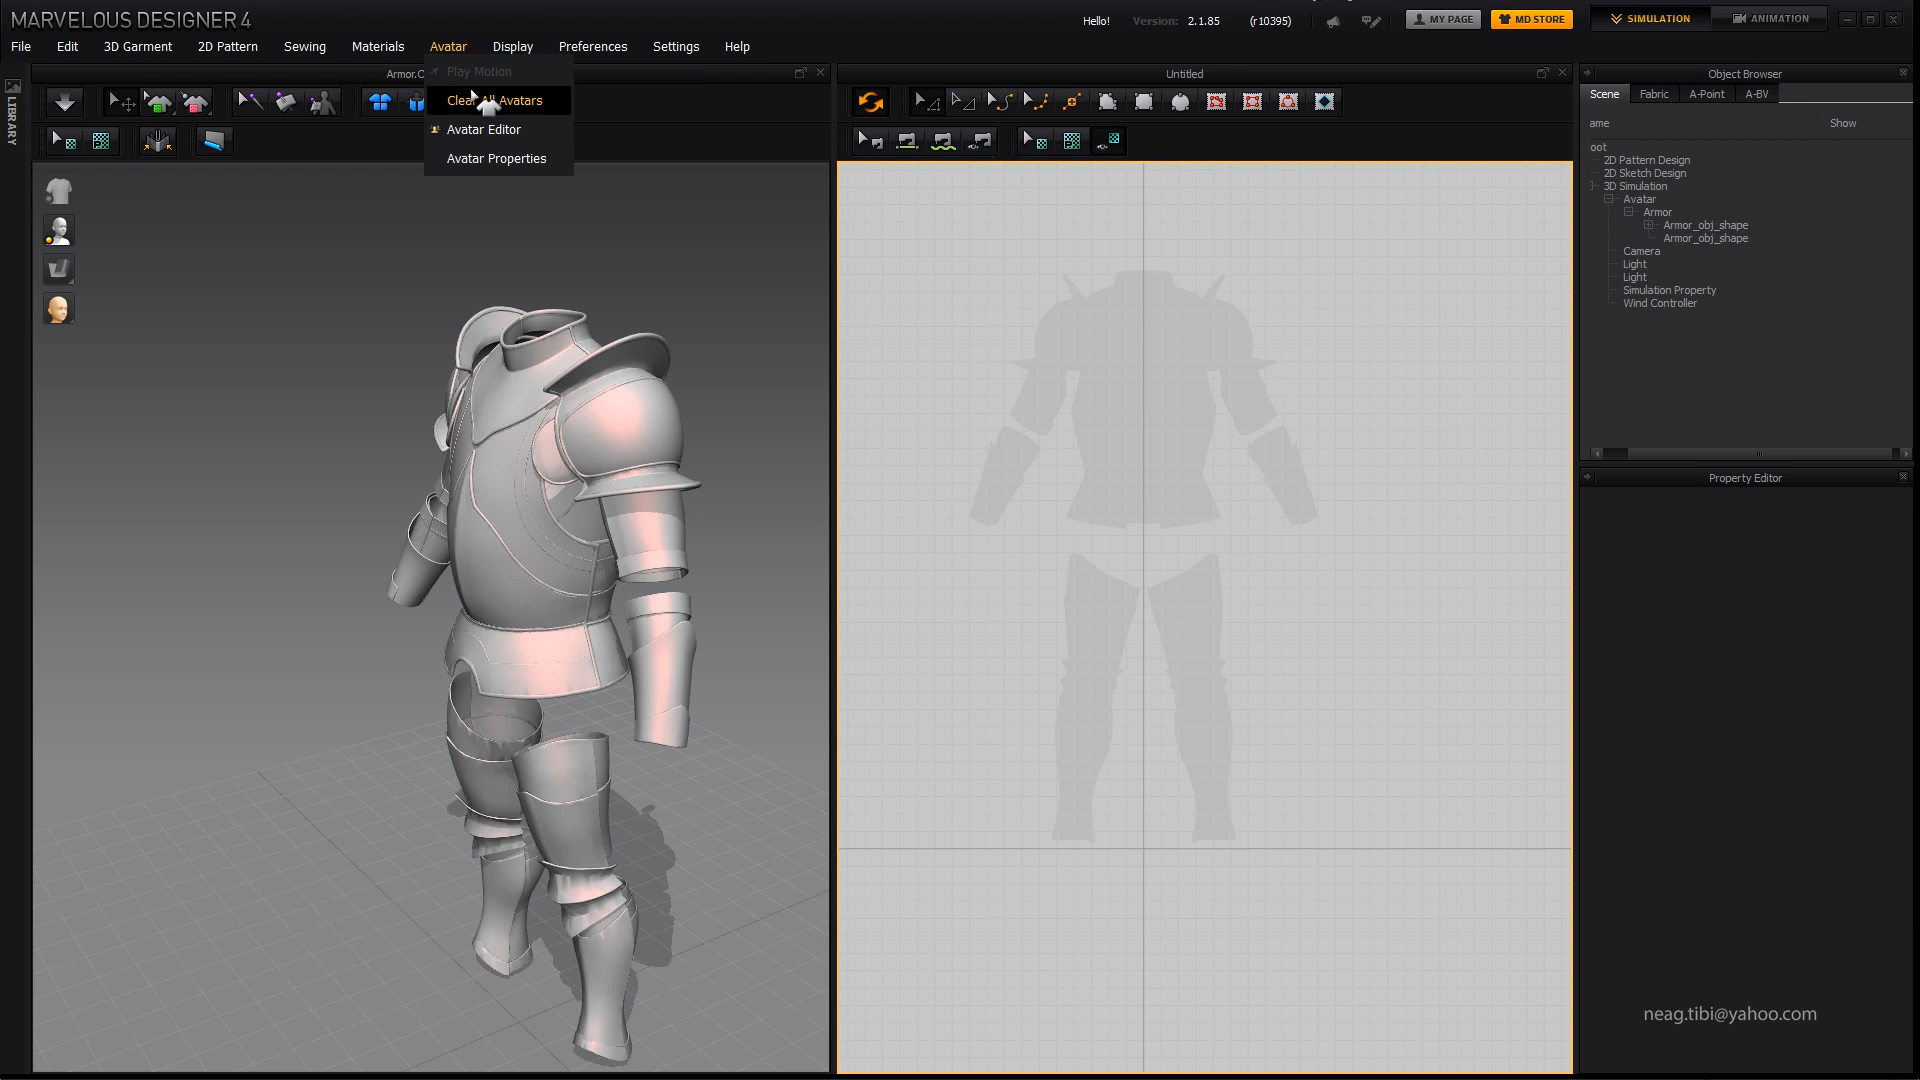 MARVELOUS DESIGNER 4
Hello! Version: 2.1.85 (r10395) MY PAGE MD STORE SIMULATION ANIMATION
File Edit 3D Garment 2D Pattern Sewing Materials Avatar Display Preferences Settings Help
Armor.O
Untitled
Object Browser
Play Motion
Clear All Avatars
Avatar Editor
Avatar Properties
LIBRARY
Scene Fabric A-Point A-BV
ame Show
oot
2D Pattern Design
2D Sketch Design
3D Simulation
Avatar
Armor
Armor_obj_shape
Armor_obj_shape
Camera
Light
Light
Simulation Property
Wind Controller
Property Editor
neag.tibi@yahoo.com